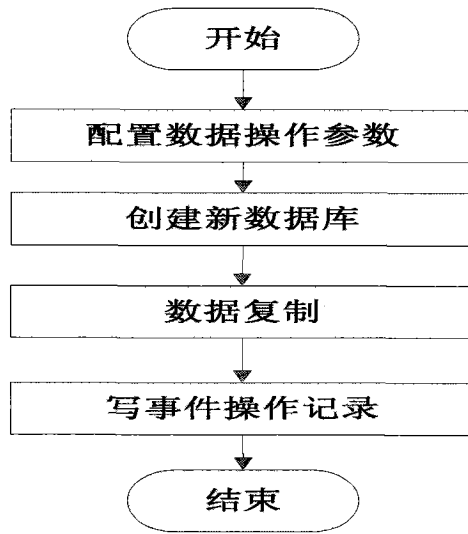 开始
配置数据操作参数
创建新数据库
数据复制
写事件操作记录
结束